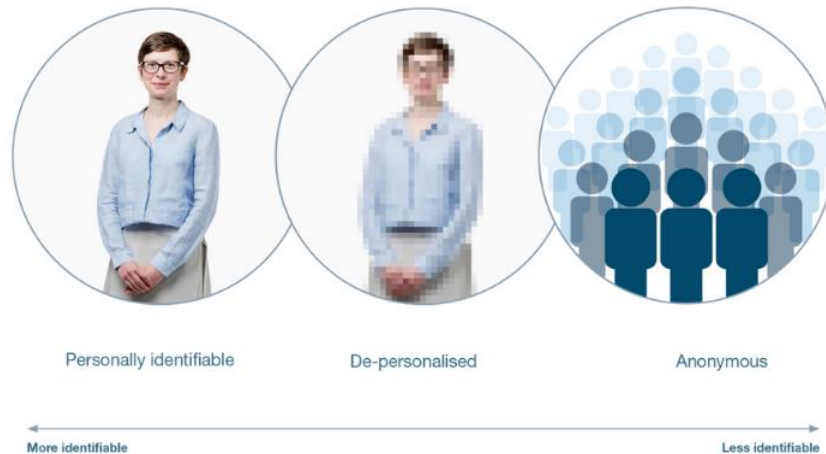 Personally identifiable
De-personalised
Anonymous
More identifiable
Less identifiable